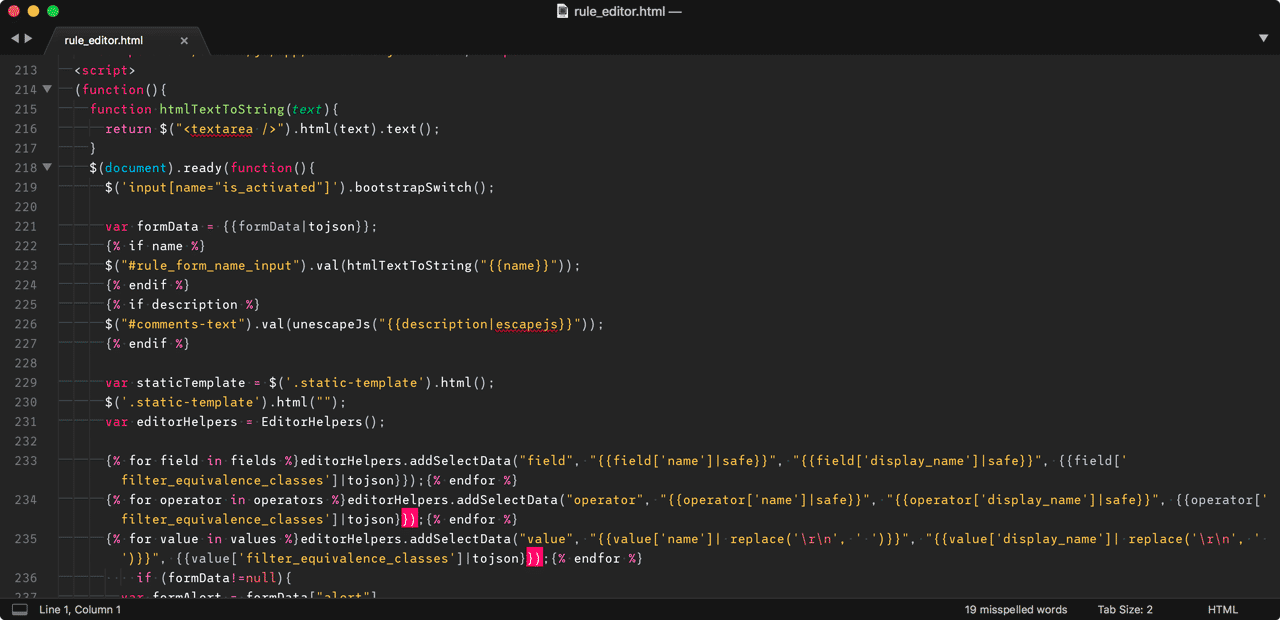 rule_editor.html —
rule_editor.html ×
213 <script>
214 (function(){
215 function htmlTextToString(text){
216 return $("<textarea />").html(text).text();
217 }
218 $(document).ready(function(){
219 $('input[name="is_activated"]').bootstrapSwitch();
220
221 var formData = {{formData|tojson}};
222 {% if name %}
223 $("#rule_form_name_input").val(htmlTextToString("{{name}}"));
224 {% endif %}
225 {% if description %}
226 $("#comments-text").val(unescapeJs("{{description|escapejs}}"));
227 {% endif %}
228
229 var staticTemplate = $('.static-template').html();
230 $('.static-template').html("");
231 var editorHelpers = EditorHelpers();
232
233 {% for field in fields %}editorHelpers.addSelectData("field", "{{field['name']|safe}}", "{{field['display_name']|safe}}", {{field['
filter_equivalence_classes']|tojson}});{% endfor %}
234 {% for operator in operators %}editorHelpers.addSelectData("operator", "{{operator['name']|safe}}", "{{operator['display_name']|safe}}", {{operator['
filter_equivalence_classes']|tojson}});{% endfor %}
235 {% for value in values %}editorHelpers.addSelectData("value", "{{value['name']| replace('\r\n', ' ')}}", "{{value['display_name']| replace('\r\n', '
')}}", {{value['filter_equivalence_classes']|tojson}});{% endfor %}
236 if (formData!=null){
237 var formAlert = formData["alert"]
Line 1, Column 1 19 misspelled words Tab Size: 2 HTML